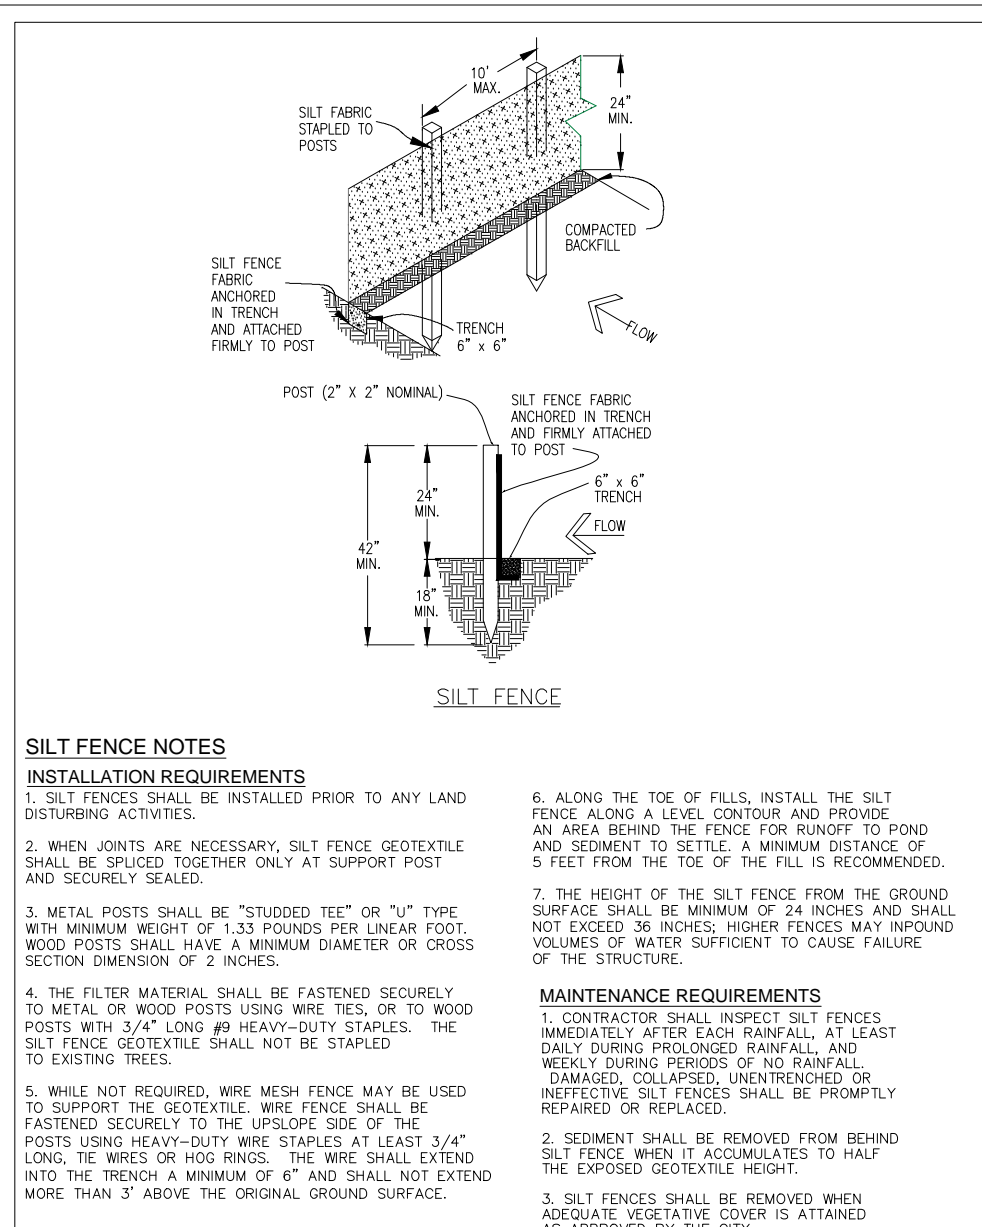 10'
MAX.
SILT FABRIC
STAPLED TO
POSTS
24"
MIN.
COMPACTED
BACKFILL
SILT FENCE
FABRIC
ANCHORED
IN TRENCH
AND ATTACHED
FIRMLY TO POST
TRENCH
6" x 6"
FLOW
POST (2" X 2" NOMINAL)
SILT FENCE FABRIC
ANCHORED IN TRENCH
AND FIRMLY ATTACHED
TO POST
6" x 6"
TRENCH
24"
MIN.
FLOW
42"
MIN.
18"
MIN.
SILT FENCE
SILT FENCE NOTES
INSTALLATION REQUIREMENTS
1. SILT FENCES SHALL BE INSTALLED PRIOR TO ANY LAND
DISTURBING ACTIVITIES.
2. WHEN JOINTS ARE NECESSARY, SILT FENCE GEOTEXTILE
SHALL BE SPLICED TOGETHER ONLY AT SUPPORT POST
AND SECURELY SEALED.
3. METAL POSTS SHALL BE "STUDDED TEE" OR "U" TYPE
WITH MINIMUM WEIGHT OF 1.33 POUNDS PER LINEAR FOOT.
WOOD POSTS SHALL HAVE A MINIMUM DIAMETER OR CROSS
SECTION DIMENSION OF 2 INCHES.
4. THE FILTER MATERIAL SHALL BE FASTENED SECURELY
TO METAL OR WOOD POSTS USING WIRE TIES, OR TO WOOD
POSTS WITH 3/4" LONG #9 HEAVY-DUTY STAPLES. THE
SILT FENCE GEOTEXTILE SHALL NOT BE STAPLED
TO EXISTING TREES.
5. WHILE NOT REQUIRED, WIRE MESH FENCE MAY BE USED
TO SUPPORT THE GEOTEXTILE. WIRE FENCE SHALL BE
FASTENED SECURELY TO THE UPSLOPE SIDE OF THE
POSTS USING HEAVY-DUTY WIRE STAPLES AT LEAST 3/4"
LONG, TIE WIRES OR HOG RINGS. THE WIRE SHALL EXTEND
INTO THE TRENCH A MINIMUM OF 6" AND SHALL NOT EXTEND
MORE THAN 3' ABOVE THE ORIGINAL GROUND SURFACE.
6. ALONG THE TOE OF FILLS, INSTALL THE SILT
FENCE ALONG A LEVEL CONTOUR AND PROVIDE
AN AREA BEHIND THE FENCE FOR RUNOFF TO POND
AND SEDIMENT TO SETTLE. A MINIMUM DISTANCE OF
5 FEET FROM THE TOE OF THE FILL IS RECOMMENDED.
7. THE HEIGHT OF THE SILT FENCE FROM THE GROUND
SURFACE SHALL BE MINIMUM OF 24 INCHES AND SHALL
NOT EXCEED 36 INCHES; HIGHER FENCES MAY INPOUND
VOLUMES OF WATER SUFFICIENT TO CAUSE FAILURE
OF THE STRUCTURE.
MAINTENANCE REQUIREMENTS
1. CONTRACTOR SHALL INSPECT SILT FENCES
IMMEDIATELY AFTER EACH RAINFALL, AT LEAST
DAILY DURING PROLONGED RAINFALL, AND
WEEKLY DURING PERIODS OF NO RAINFALL.
DAMAGED, COLLAPSED, UNENTRENCHED OR
INEFFECTIVE SILT FENCES SHALL BE PROMPTLY
REPAIRED OR REPLACED.
2. SEDIMENT SHALL BE REMOVED FROM BEHIND
SILT FENCE WHEN IT ACCUMULATES TO HALF
THE EXPOSED GEOTEXTILE HEIGHT.
3. SILT FENCES SHALL BE REMOVED WHEN
ADEQUATE VEGETATIVE COVER IS ATTAINED
AS APPROVED BY THE CITY